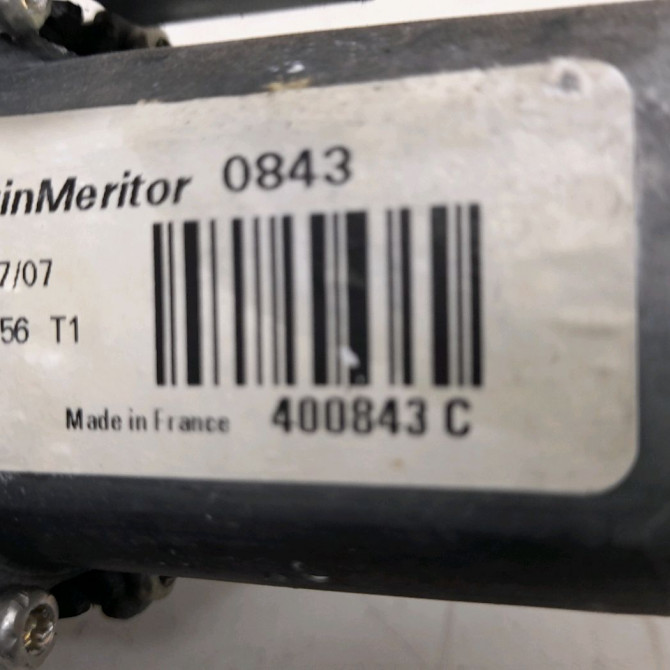 inMeritor 0843
7/07
56 T1
Made in France 400843 C